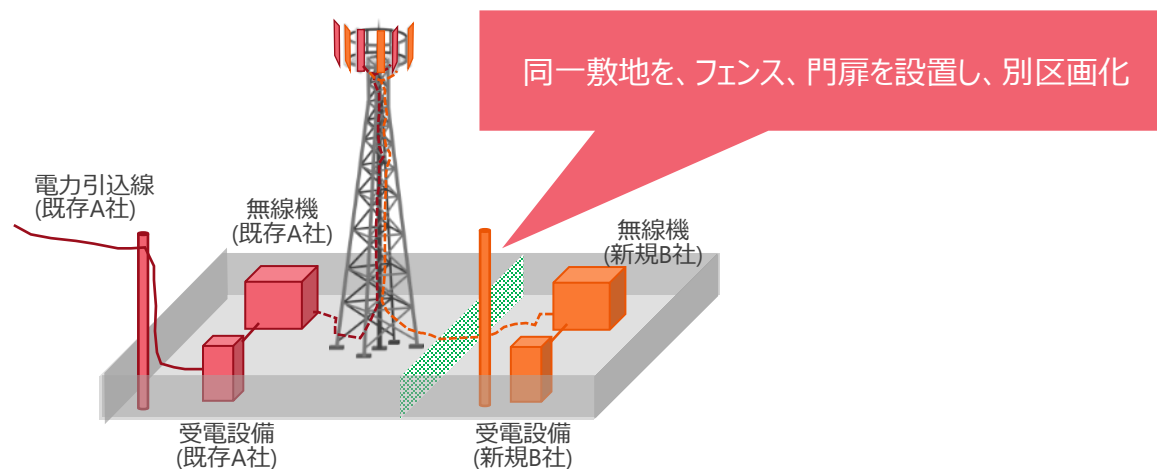 同一敷地を、フェンス、門扉を設置し、別区画化
電力引込線
(既存A社)
無線機
(既存A社)
無線機
(新規B社)
受電設備
(既存A社)
受電設備
(新規B社)